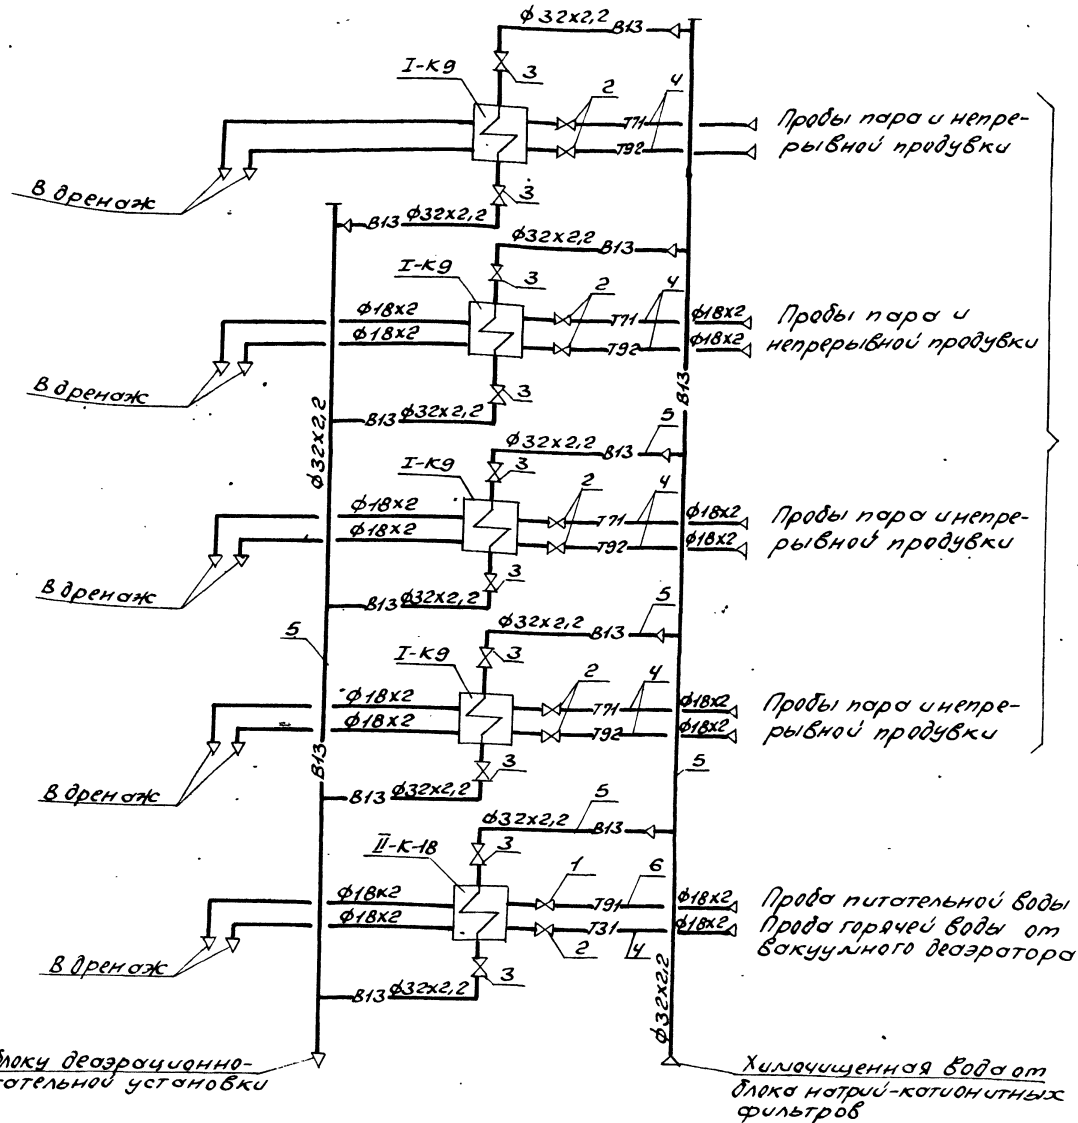 ф32х2,2
В13
I-К9
3
2
4
Т71
Т92
Пробы пара и непре-
рывной продувки
В дренаж
3
В13 ф32х2,2
ф32х2,2
В13
I-К9
3
2
4
ф18х2
ф18х2
Т71
Т92
ф18х2
ф18х2
Пробы пара и
непрерывной продувки
В дренаж
3
В13 ф32х2,2
В13
ф32х2,2
ф32х2,2
В13
5
I-К9
3
2
4
ф18х2
ф18х2
Т71
Т92
ф18х2
ф18х2
Пробы пара и непре-
рывной продувки
В дренаж
3
В13 ф32х2,2
5
ф32х2,2
В13
5
I-К9
3
2
4
ф18х2
ф18х2
Т71
Т92
ф18х2
ф18х2
Пробы пара и непре-
рывной продувки
В дренаж
В13
3
5
В13 ф32х2,2
ф32х2,2
В13
5
II-К-18
3
1
6
ф18х2
ф18х2
Т91
Т31
ф18х2
ф18х2
2
4
Проба питательной воды
Проба горячей воды от
вакуумного деаэратора
В дренаж
3
В13 ф32х2,2
ф32х2,2
блоку деаэрационно-
тательной установки
Химочищенная вода от
блока натрий-катионитных
фильтров